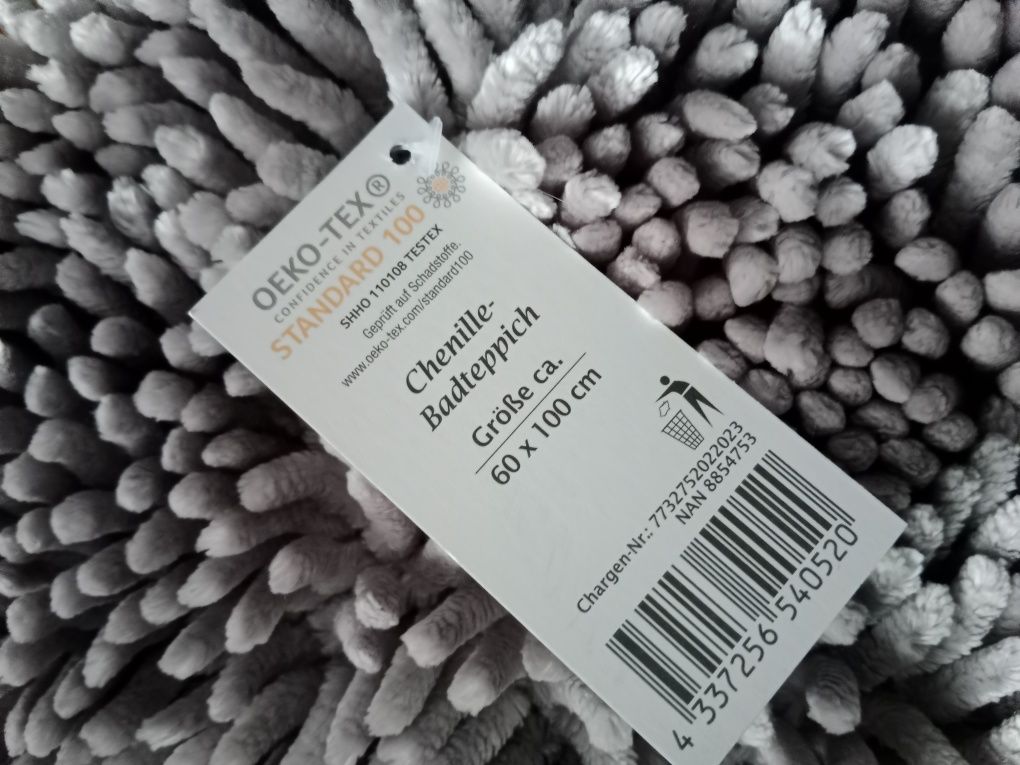 OEKO-TEX®
CONFIDENCE IN TEXTILES
STANDARD 100
SHHO 110108 TESTEX
Geprüft auf Schadstoffe.
www.oeko-tex.com/standard100
Chenille-
Badteppich
Größe ca.
60 x 100 cm
Chargen-Nr.: 7732752022023
NAN 8854753
4 337256 540520